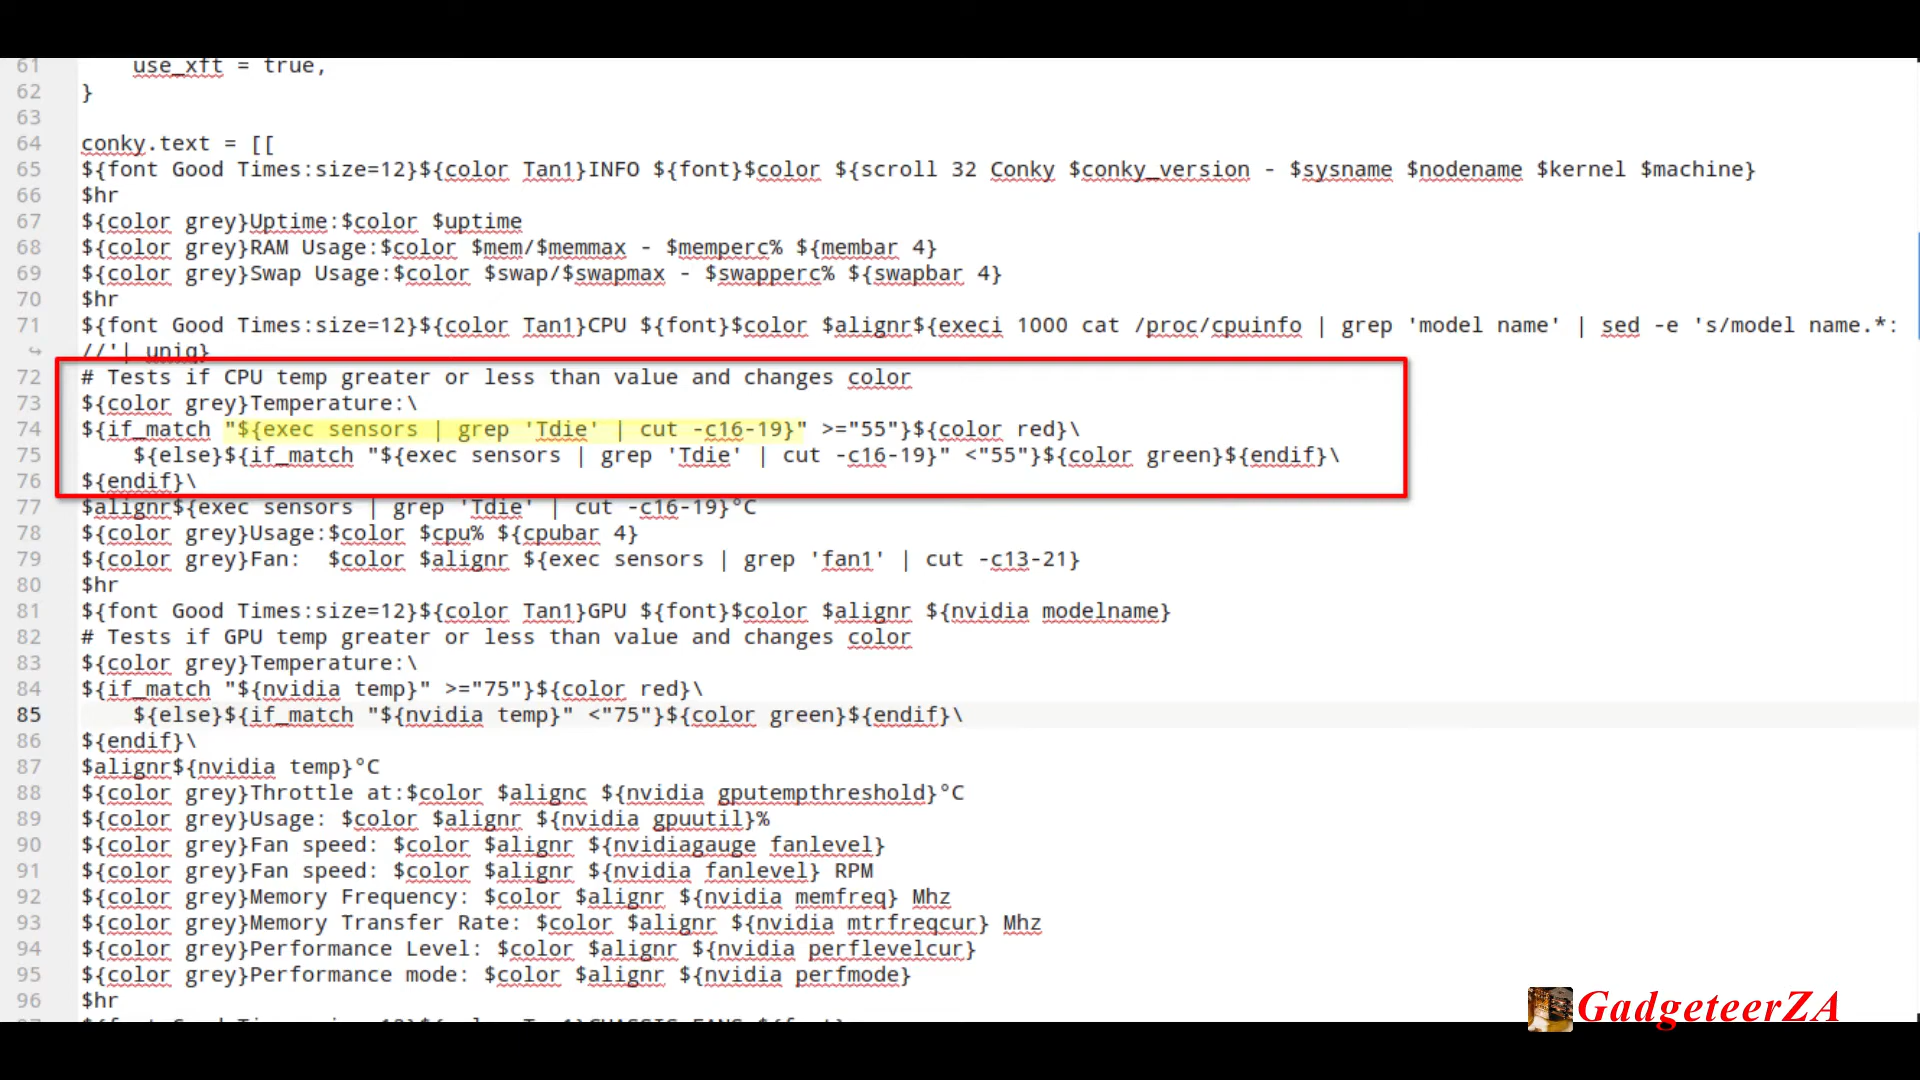 61 use_xft = true,
62 }
63
64 conky.text = [[
65 ${font Good Times:size=12}${color Tan1}INFO ${font}$color ${scroll 32 Conky $conky_version - $sysname $nodename $kernel $machine}
66 $hr
67 ${color grey}Uptime:$color $uptime
68 ${color grey}RAM Usage:$color $mem/$memmax - $memperc% ${membar 4}
69 ${color grey}Swap Usage:$color $swap/$swapmax - $swapperc% ${swapbar 4}
70 $hr
71 ${font Good Times:size=12}${color Tan1}CPU ${font}$color $alignr${execi 1000 cat /proc/cpuinfo | grep 'model name' | sed -e 's/model name.*:
//'| uniq}
72 # Tests if CPU temp greater or less than value and changes color
73 ${color grey}Temperature:\
74 ${if_match "${exec sensors | grep 'Tdie' | cut -c16-19}" >="55"}${color red}\
75 ${else}${if_match "${exec sensors | grep 'Tdie' | cut -c16-19}" <"55"}${color green}${endif}\
76 ${endif}\
77 $alignr${exec sensors | grep 'Tdie' | cut -c16-19}°C
78 ${color grey}Usage:$color $cpu% ${cpubar 4}
79 ${color grey}Fan:  $color $alignr ${exec sensors | grep 'fan1' | cut -c13-21}
80 $hr
81 ${font Good Times:size=12}${color Tan1}GPU ${font}$color $alignr ${nvidia modelname}
82 # Tests if GPU temp greater or less than value and changes color
83 ${color grey}Temperature:\
84 ${if_match "${nvidia temp}" >="75"}${color red}\
85 ${else}${if_match "${nvidia temp}" <"75"}${color green}${endif}\
86 ${endif}\
87 $alignr${nvidia temp}°C
88 ${color grey}Throttle at:$color $alignc ${nvidia gputempthreshold}°C
89 ${color grey}Usage: $color $alignr ${nvidia gpuutil}%
90 ${color grey}Fan speed: $color $alignr ${nvidiagauge fanlevel}
91 ${color grey}Fan speed: $color $alignr ${nvidia fanlevel} RPM
92 ${color grey}Memory Frequency: $color $alignr ${nvidia memfreq} Mhz
93 ${color grey}Memory Transfer Rate: $color $alignr ${nvidia mtrfreqcur} Mhz
94 ${color grey}Performance Level: $color $alignr ${nvidia perflevelcur}
95 ${color grey}Performance mode: $color $alignr ${nvidia perfmode}
96 $hr
GadgeteerZA